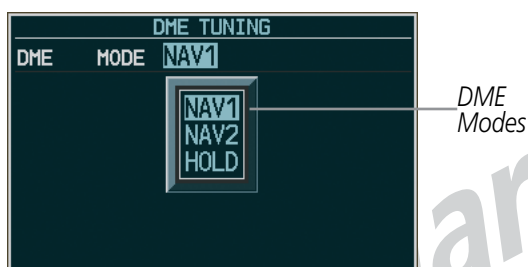 DME TUNING
DME MODE NAV1
NAV1
NAV2
HOLD
DME
Modes